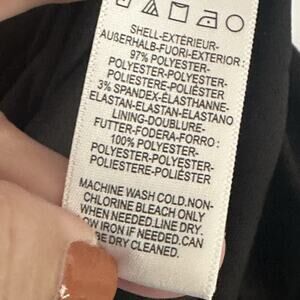 SHELL-EXTÉRIEUR-
AUßERHALB-FUORI-EXTERIOR:
97% POLYESTER-
POLYESTER-POLYESTER-
POLIESTERE-POLIÉSTER
3% SPANDEX-ÉLASTHANNE-
ELASTAN-ELASTAN-ELASTANO
LINING-DOUBLURE-
FUTTER-FODERA-FORRO:
100% POLYESTER-
POLYESTER-POLYESTER-
POLIESTERE-POLIÉSTER
MACHINE WASH COLD.NON-
CHLORINE BLEACH ONLY
WHEN NEEDED.LINE DRY.
LOW IRON IF NEEDED.CAN
BE DRY CLEANED.